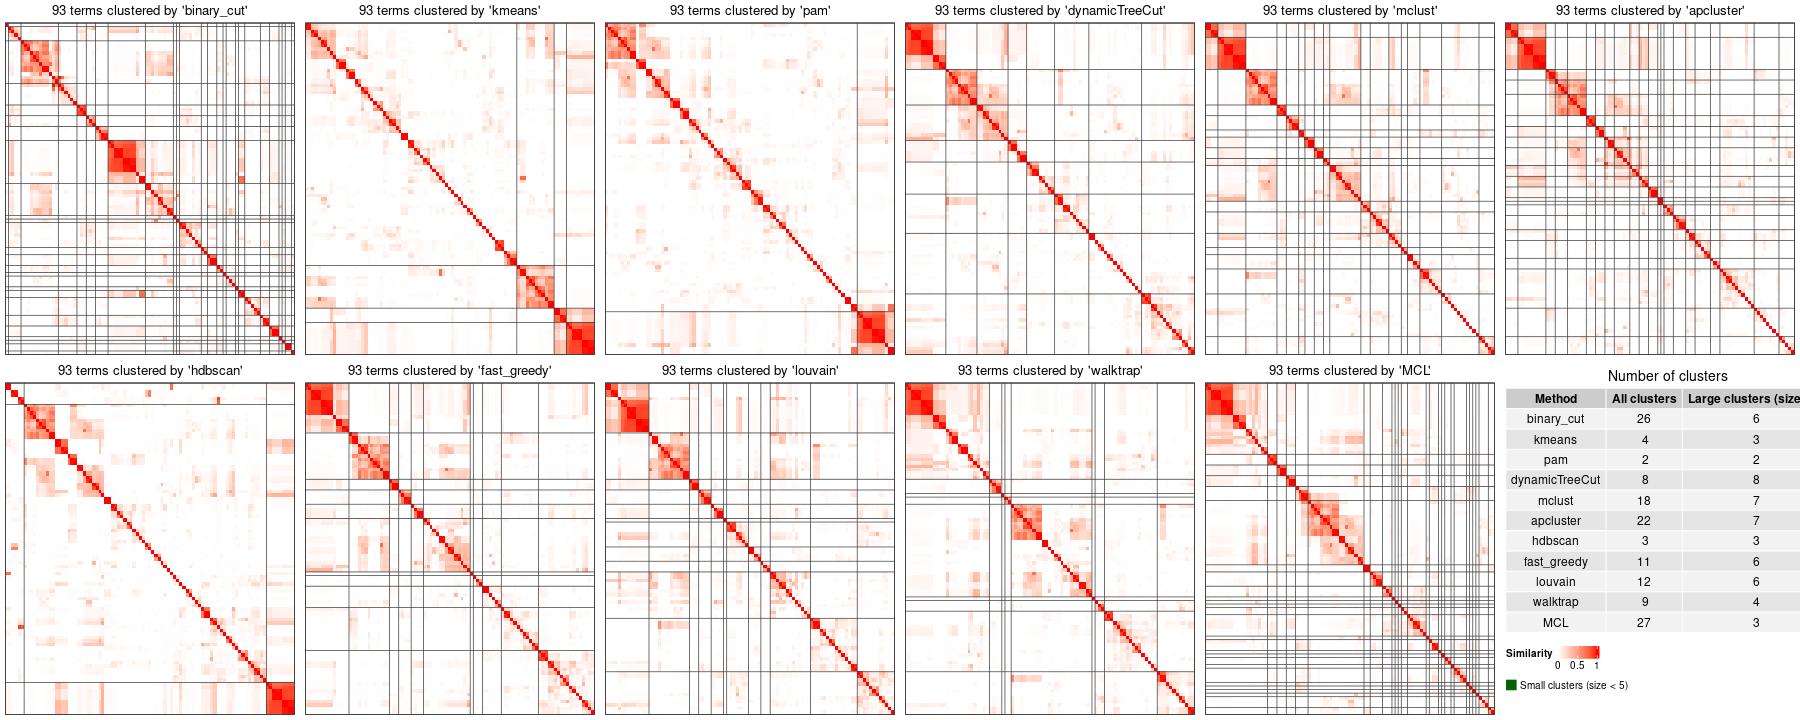 93 terms clustered by 'binary_cut'
93 terms clustered by 'kmeans'
93 terms clustered by 'pam'
93 terms clustered by 'dynamicTreeCut'
93 terms clustered by 'mclust'
93 terms clustered by 'apcluster'
93 terms clustered by 'hdbscan'
93 terms clustered by 'fast_greedy'
93 terms clustered by 'louvain'
93 terms clustered by 'walktrap'
93 terms clustered by 'MCL'
Number of clusters
Method All clusters Large clusters (size
binary_cut 26 6
kmeans 4 3
pam 2 2
dynamicTreeCut 8 8
mclust 18 7
apcluster 22 7
hdbscan 3 3
fast_greedy 11 6
louvain 12 6
walktrap 9 4
MCL 27 3
Similarity
0 0.5 1
Small clusters (size < 5)